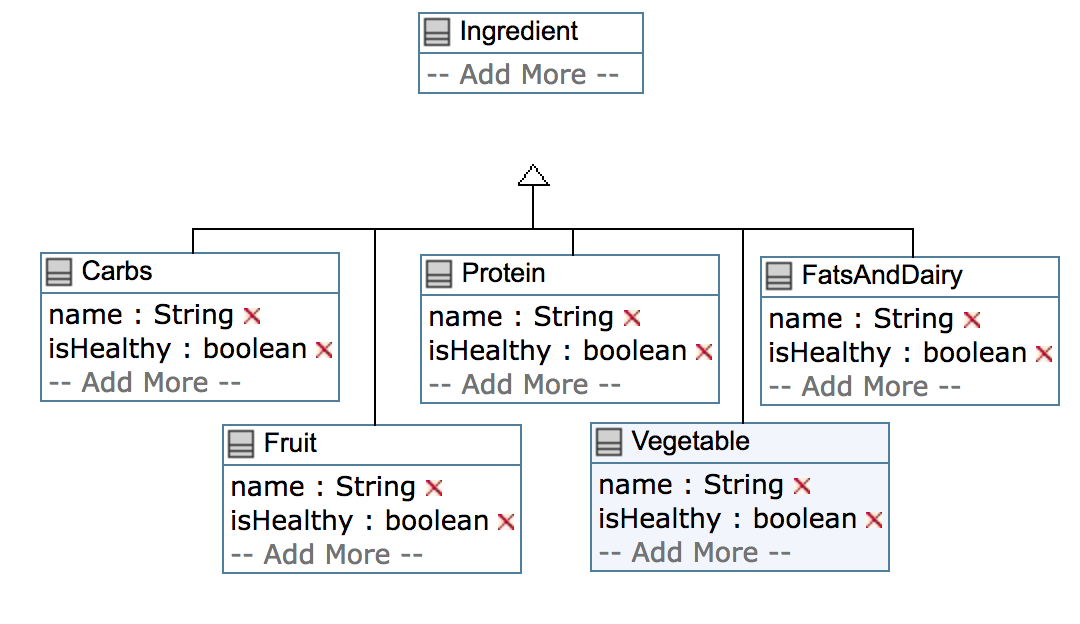 Ingredient
-- Add More --
Carbs
name : String
isHealthy : boolean
-- Add More --
Protein
name : String
isHealthy : boolean
-- Add More --
FatsAndDairy
name : String
isHealthy : boolean
-- Add More --
Fruit
name : String
isHealthy : boolean
-- Add More --
Vegetable
name : String
isHealthy : boolean
-- Add More --